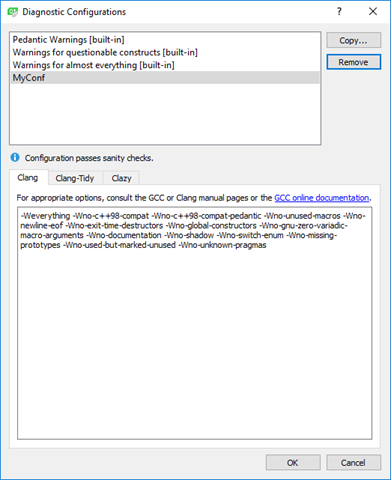 Diagnostic Configurations
Pedantic Warnings [built-in]
Warnings for questionable constructs [built-in]
Warnings for almost everything [built-in]
MyConf
Copy...
Remove
Configuration passes sanity checks.
Clang
Clang-Tidy
Clazy
For appropriate options, consult the GCC or Clang manual pages or the GCC online documentation.
-Weverything -Wno-c++98-compat -Wno-c++98-compat-pedantic -Wno-unused-macros -Wno-
newline-eof -Wno-exit-time-destructors -Wno-global-constructors -Wno-gnu-zero-variadic-
macro-arguments -Wno-documentation -Wno-shadow -Wno-switch-enum -Wno-missing-
prototypes -Wno-used-but-marked-unused -Wno-unknown-pragmas
OK
Cancel